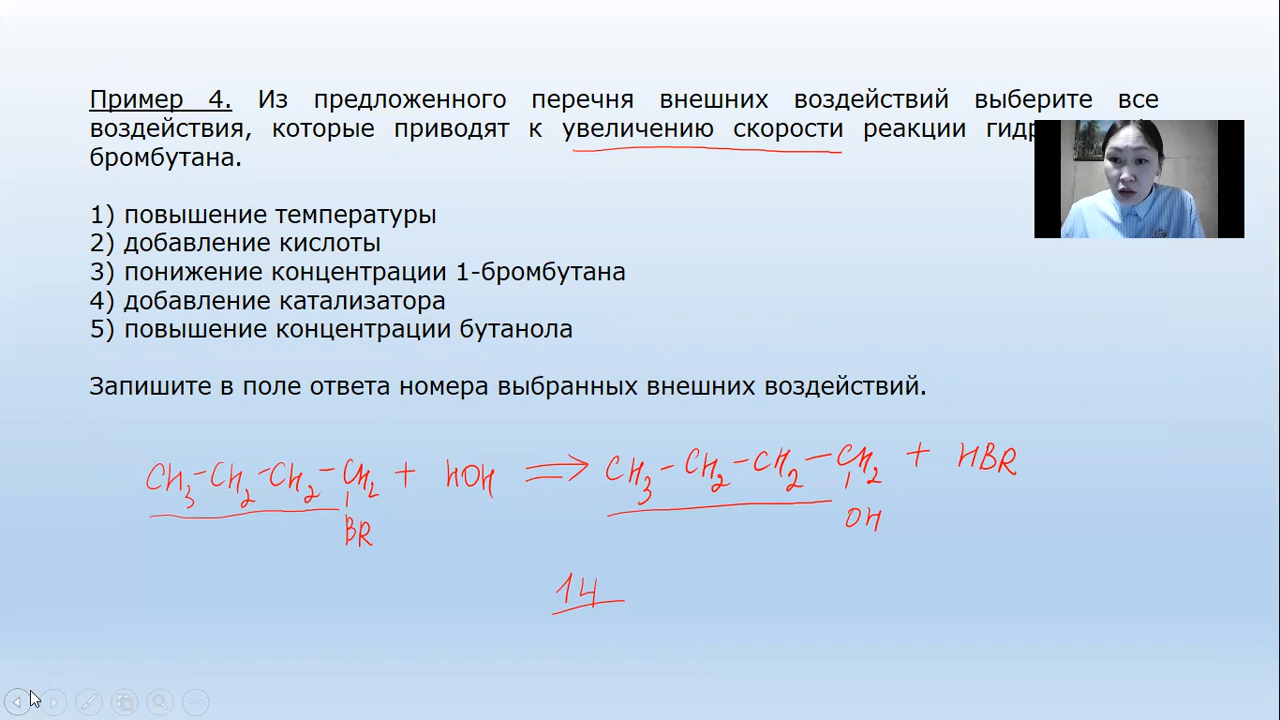 Пример 4. Из предложенного перечня внешних воздействий выберите все
воздействия, которые приводят к увеличению скорости реакции
бромбутана.
1) повышение температуры
2) добавление кислоты
3) понижение концентрации 1-бромбутана
4) добавление катализатора
5) повышение концентрации бутанола
Запишите в поле ответа номера выбранных внешних воздействий.
CH3-CH2-CH2-CH2 + HOH ⇒ CH3-CH2-CH2-CH2 + HBR
BR OH
14